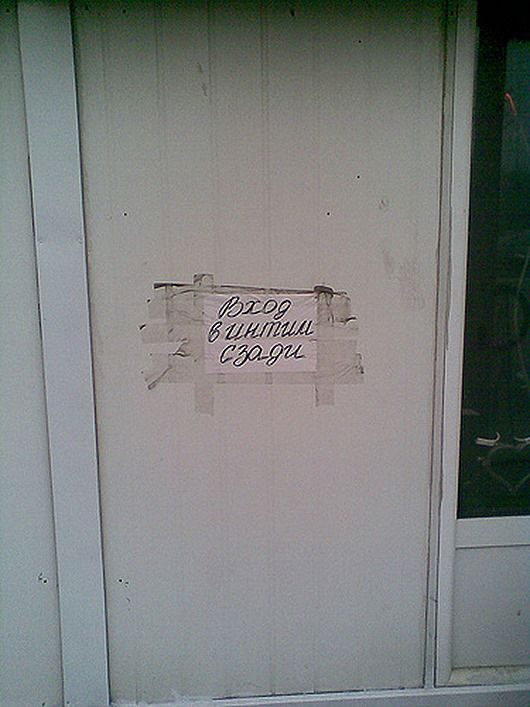 Вход
в интим
сзади